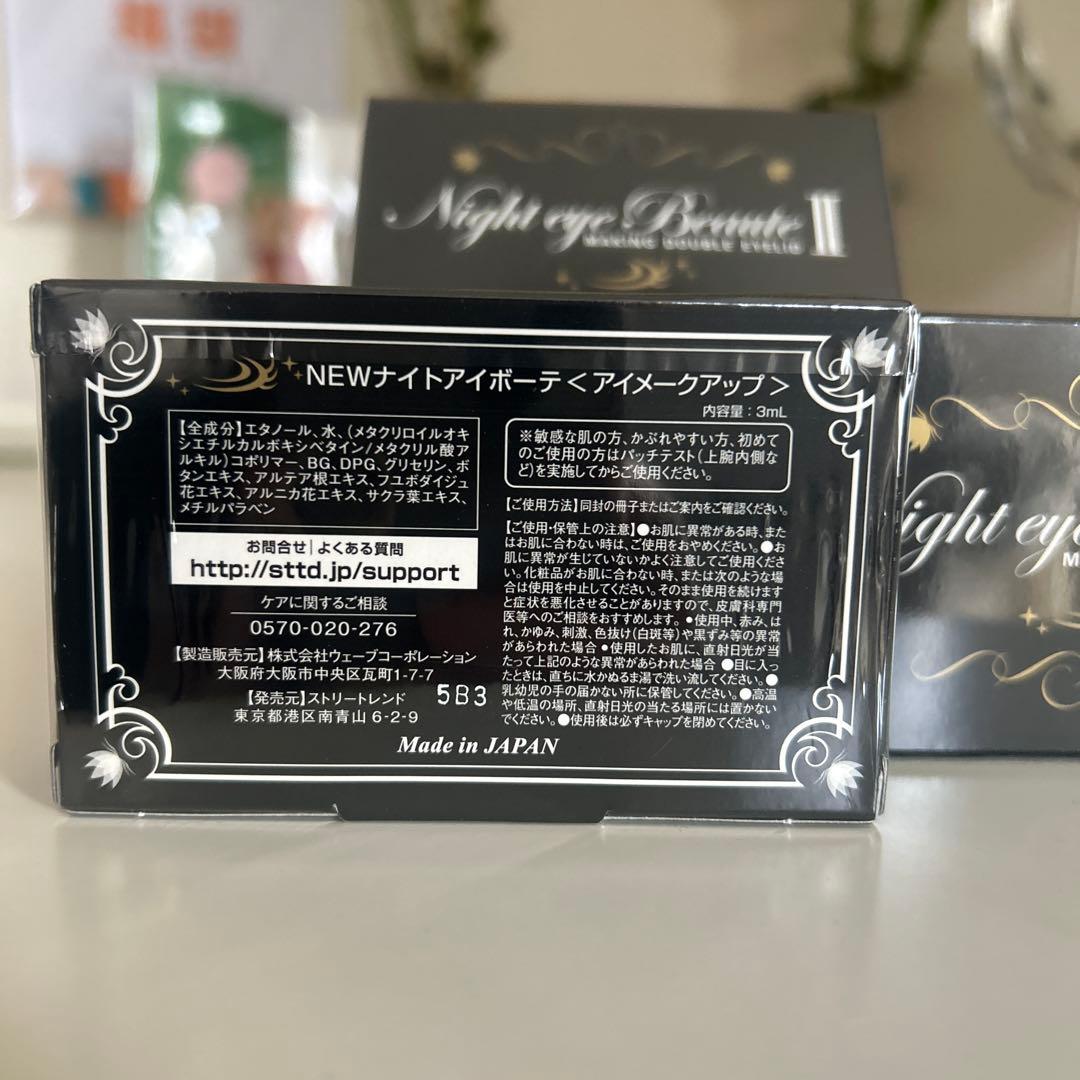 Night eye Beaute II
MAKING DOUBLE EYELID
NEWナイトアイボーテ＜アイメークアップ＞
内容量：3mL
【全成分】エタノール、水、(メタクリロイルオキ
シエチルカルボキシベタイン/メタクリル酸ア
ルキル)コポリマー、BG、DPG、グリセリン、ボ
タンエキス、アルテア根エキス、フユボダイジュ
花エキス、アルニカ花エキス、サクラ葉エキス、
メチルパラベン
お問合せ|よくある質問
http://sttd.jp/support
ケアに関するご相談
0570-020-276
【製造販売元】株式会社ウェーブコーポレーション
大阪府大阪市中央区瓦町1-7-7
【発売元】ストリートレンド
東京都港区南青山6-2-9
5B3
※敏感な肌の方、かぶれやすい方、初めて
のご使用の方はパッチテスト(上腕内側な
ど)を実施してからご使用ください。
【ご使用方法】同封の冊子またはご案内をご確認ください。
【ご使用・保管上の注意】●お肌に異常がある時、また
はお肌に合わない時は、ご使用をおやめください。●お
肌に異常が生じていないかよく注意してご使用くださ
い。化粧品がお肌に合わない時、または次のような場
合は使用を中止してください。そのまま使用を続けます
と症状を悪化させることがありますので、皮膚科専門
医等へのご相談をおすすめします。•使用中、赤み、は
れ、かゆみ、刺激、色抜け(白斑等)や黒ずみ等の異常
があらわれた場合 •使用したお肌に、直射日光が当
たって上記のような異常があらわれた場合 ●目に入っ
たときは、直ちに水かぬるま湯で洗い流してください。●
乳幼児の手の届かない所に保管してください。●高温
や低温の場所、直射日光の当たる場所には置かない
でください。●使用後は必ずキャップを閉めてください。
Made in JAPAN
ight eye
M